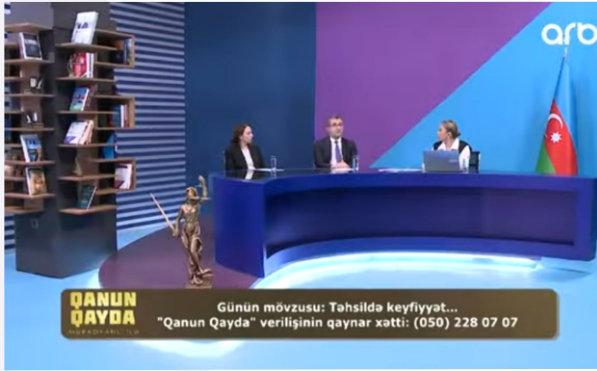 arb
QANUN
QAYDA
Günün mövzusu: Təhsildə keyfiyyət...
"Qanun Qayda" verilişinin qaynar xətti: (050) 228 07 07